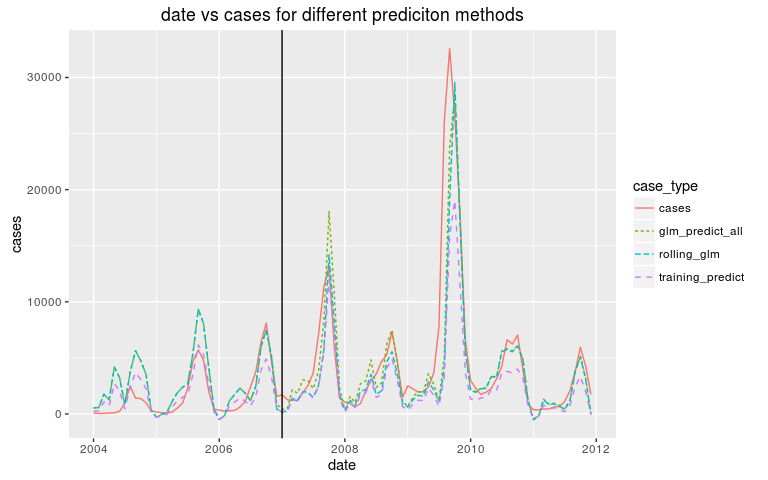 date vs cases for different prediciton methods
30000
20000
10000
0
cases
2004
2006
2008
2010
2012
date
case_type
cases
glm_predict_all
rolling_glm
training_predict